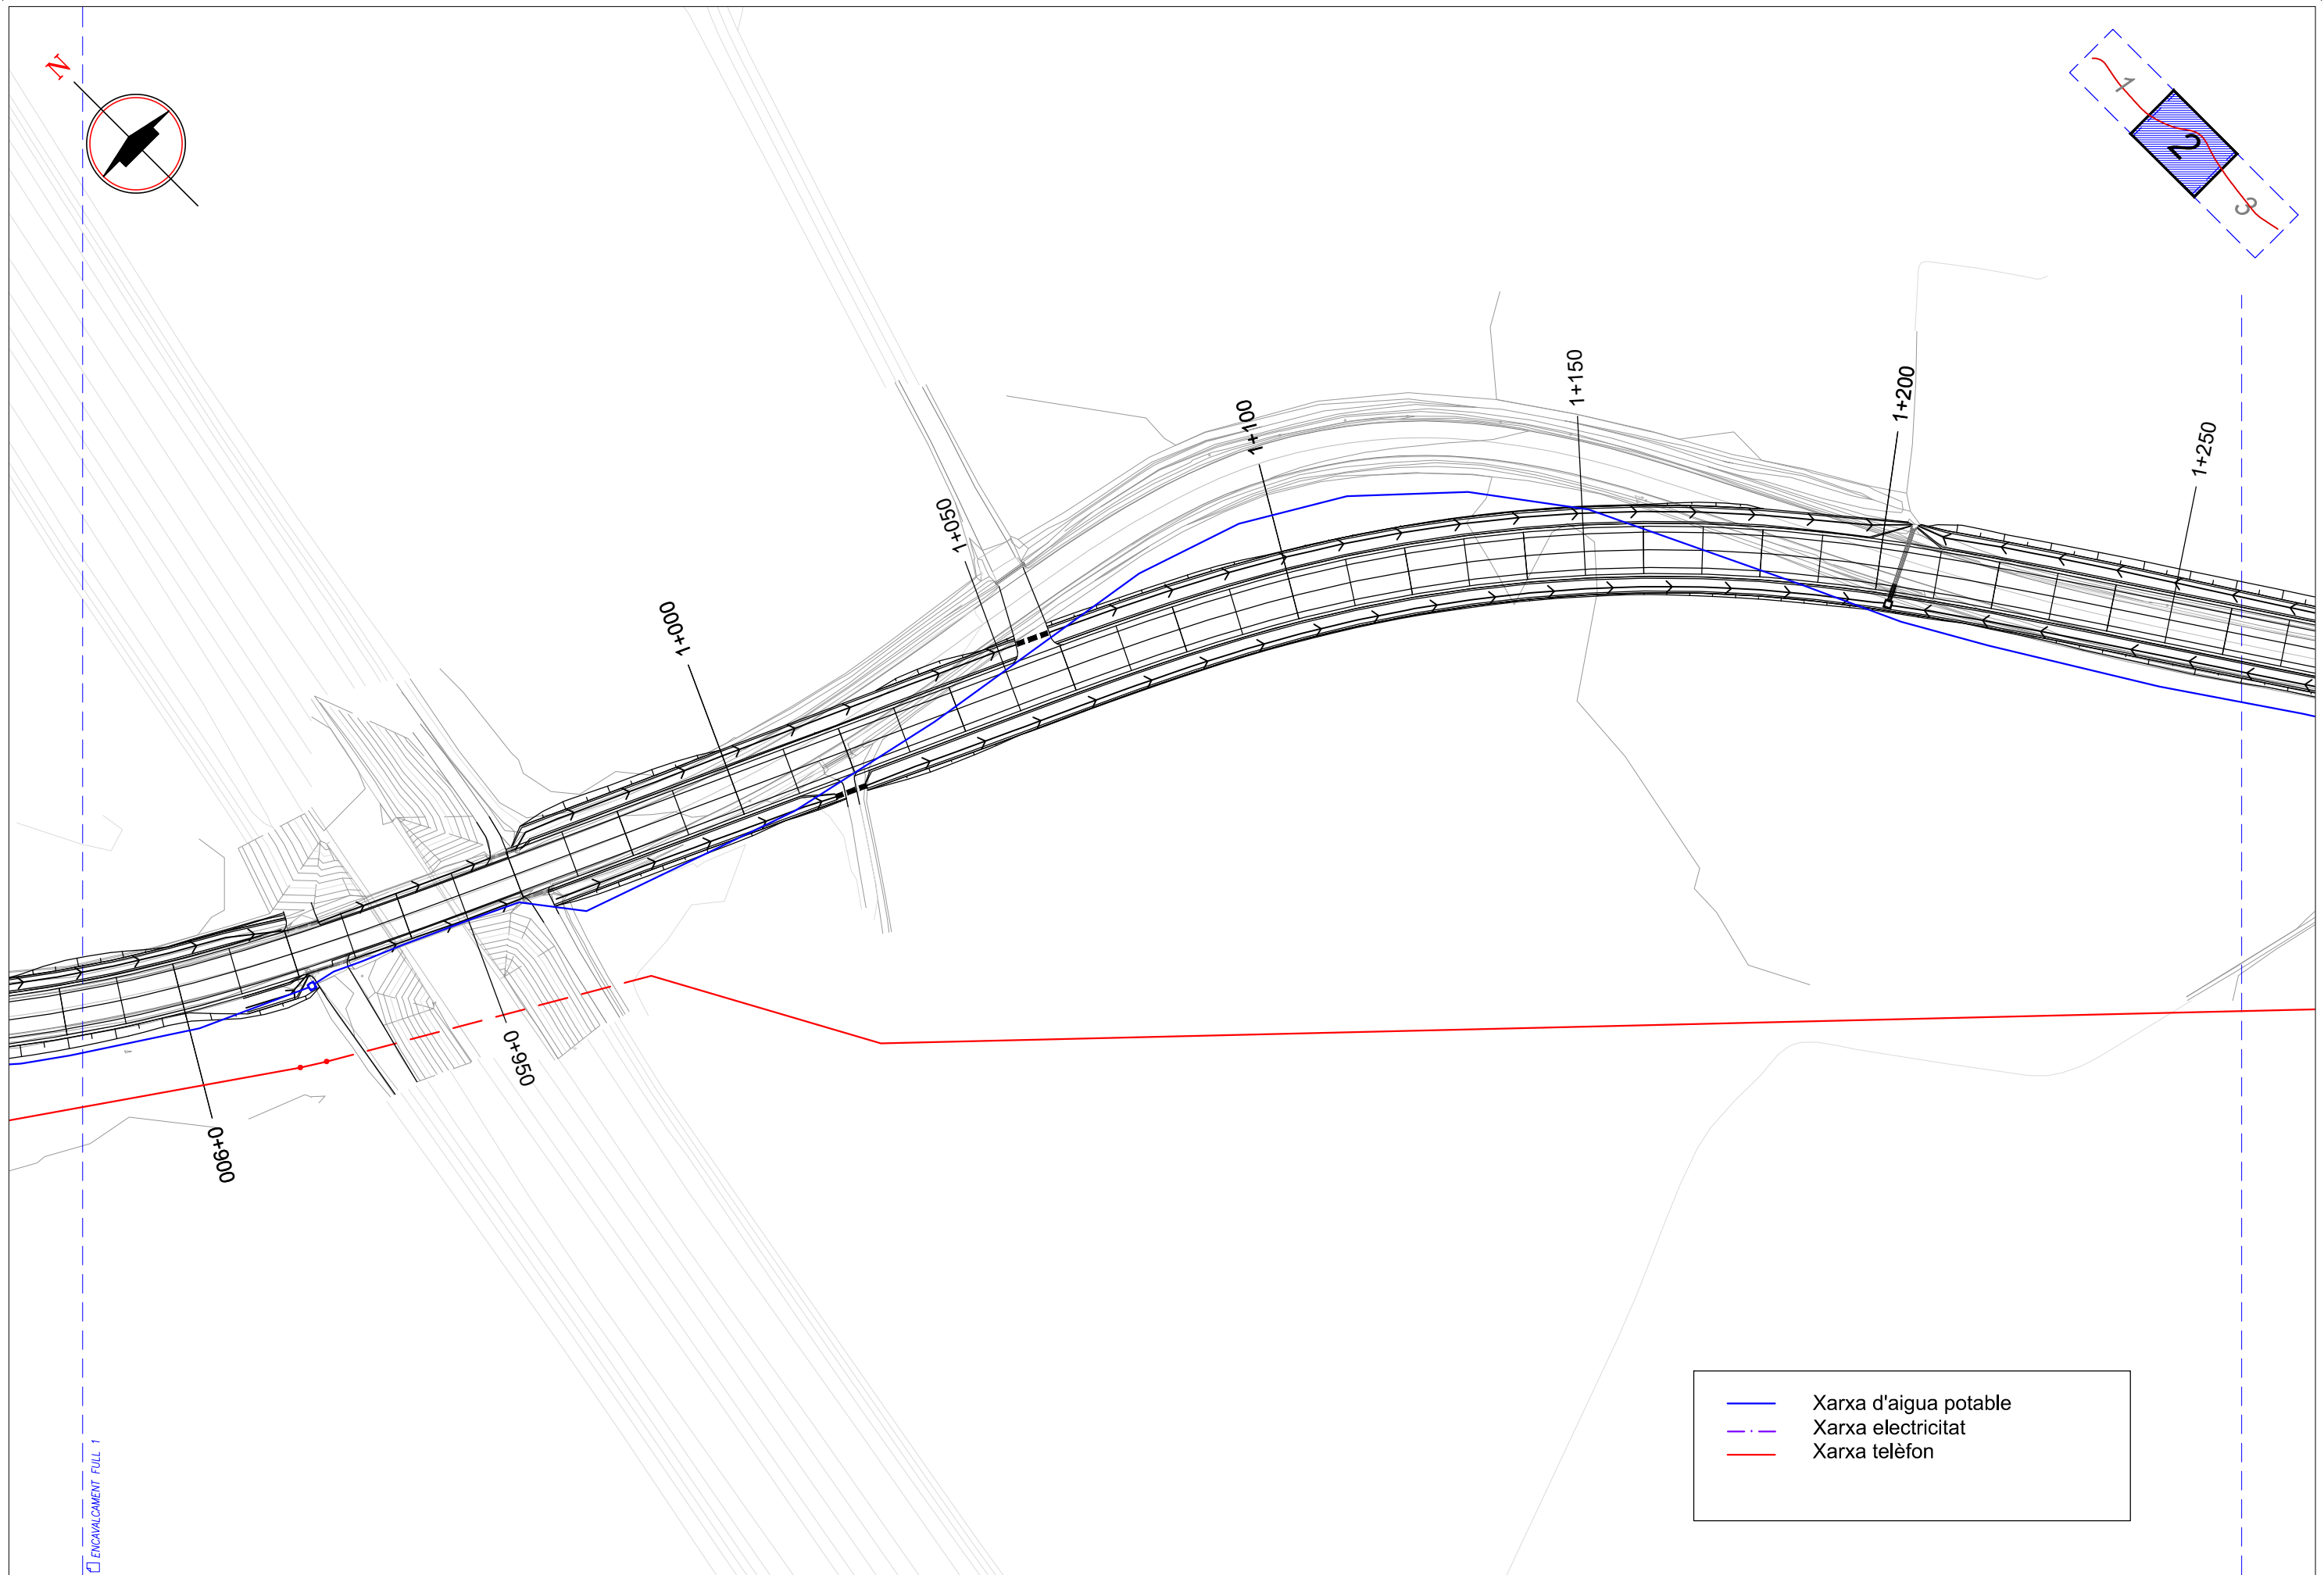 N
1
2
3
1+150
1+200
1+100
1+250
1+050
1+000
0+950
0+900
Xarxa d'aigua potable
Xarxa electricitat
Xarxa telèfon
ENCAVALCAMENT FULL 1